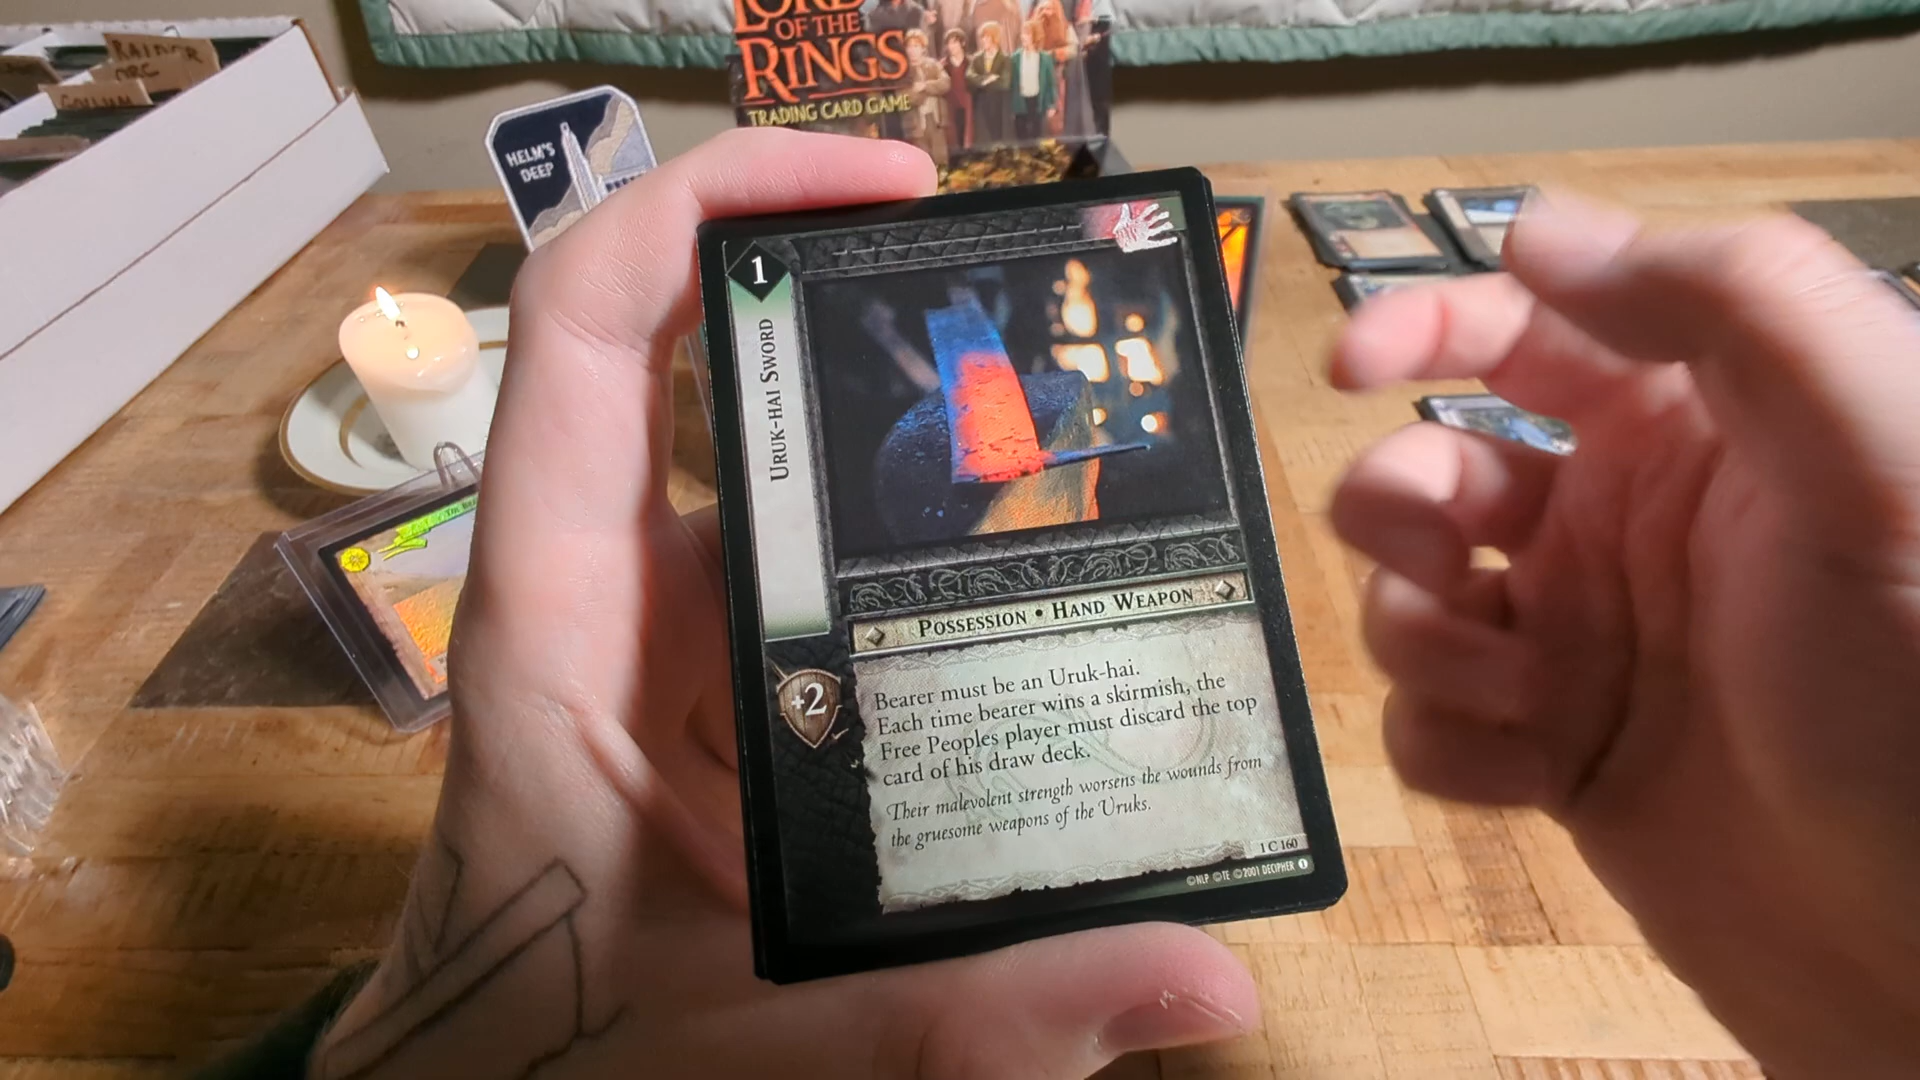 RAIDER
ORC
GOLLUM
LORD
OF THE
RINGS
TRADING CARD GAME
HELM'S
DEEP
1
URUK-HAI SWORD
POSSESSION • HAND WEAPON
+2
Bearer must be an Uruk-hai.
Each time bearer wins a skirmish, the
Free Peoples player must discard the top
card of his draw deck.
Their malevolent strength worsens the wounds from
the gruesome weapons of the Uruks.
1 C 160
©NLP ©TE ©2001 DECIPHER